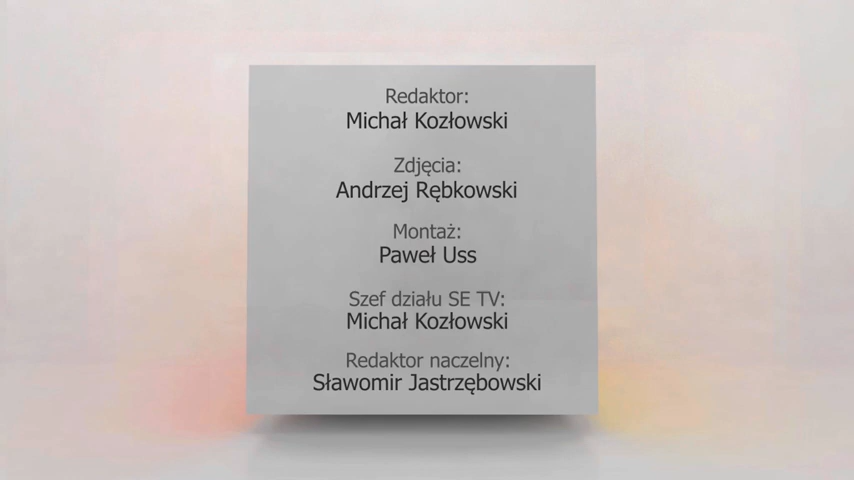 Redaktor:
Michał Kozłowski
Zdjęcia:
Andrzej Rębkowski
Montaż:
Paweł Uss
Szef działu SE TV:
Michał Kozłowski
Redaktor naczelny:
Sławomir Jastrzębowski